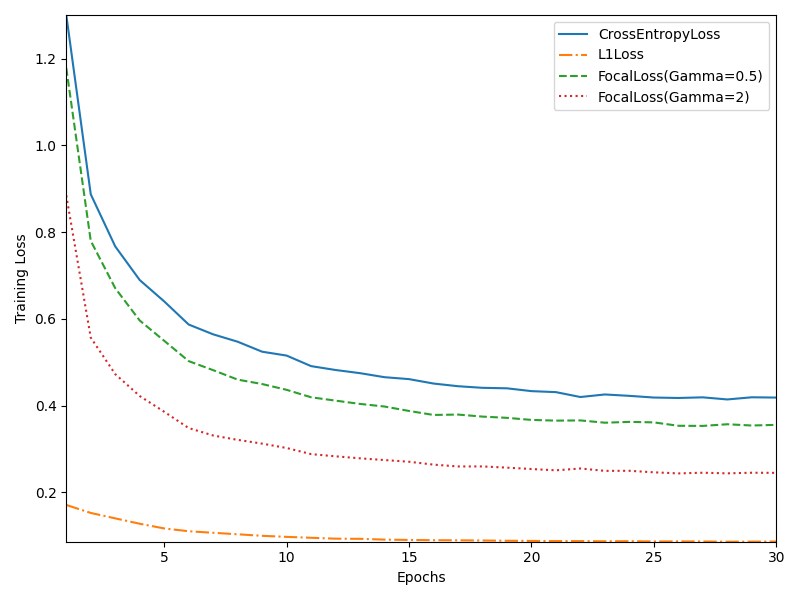 1.2
1.0
0.8
0.6
0.4
0.2
Training Loss
CrossEntropyLoss
L1Loss
FocalLoss(Gamma=0.5)
FocalLoss(Gamma=2)
5 10 15 20 25 30
Epochs